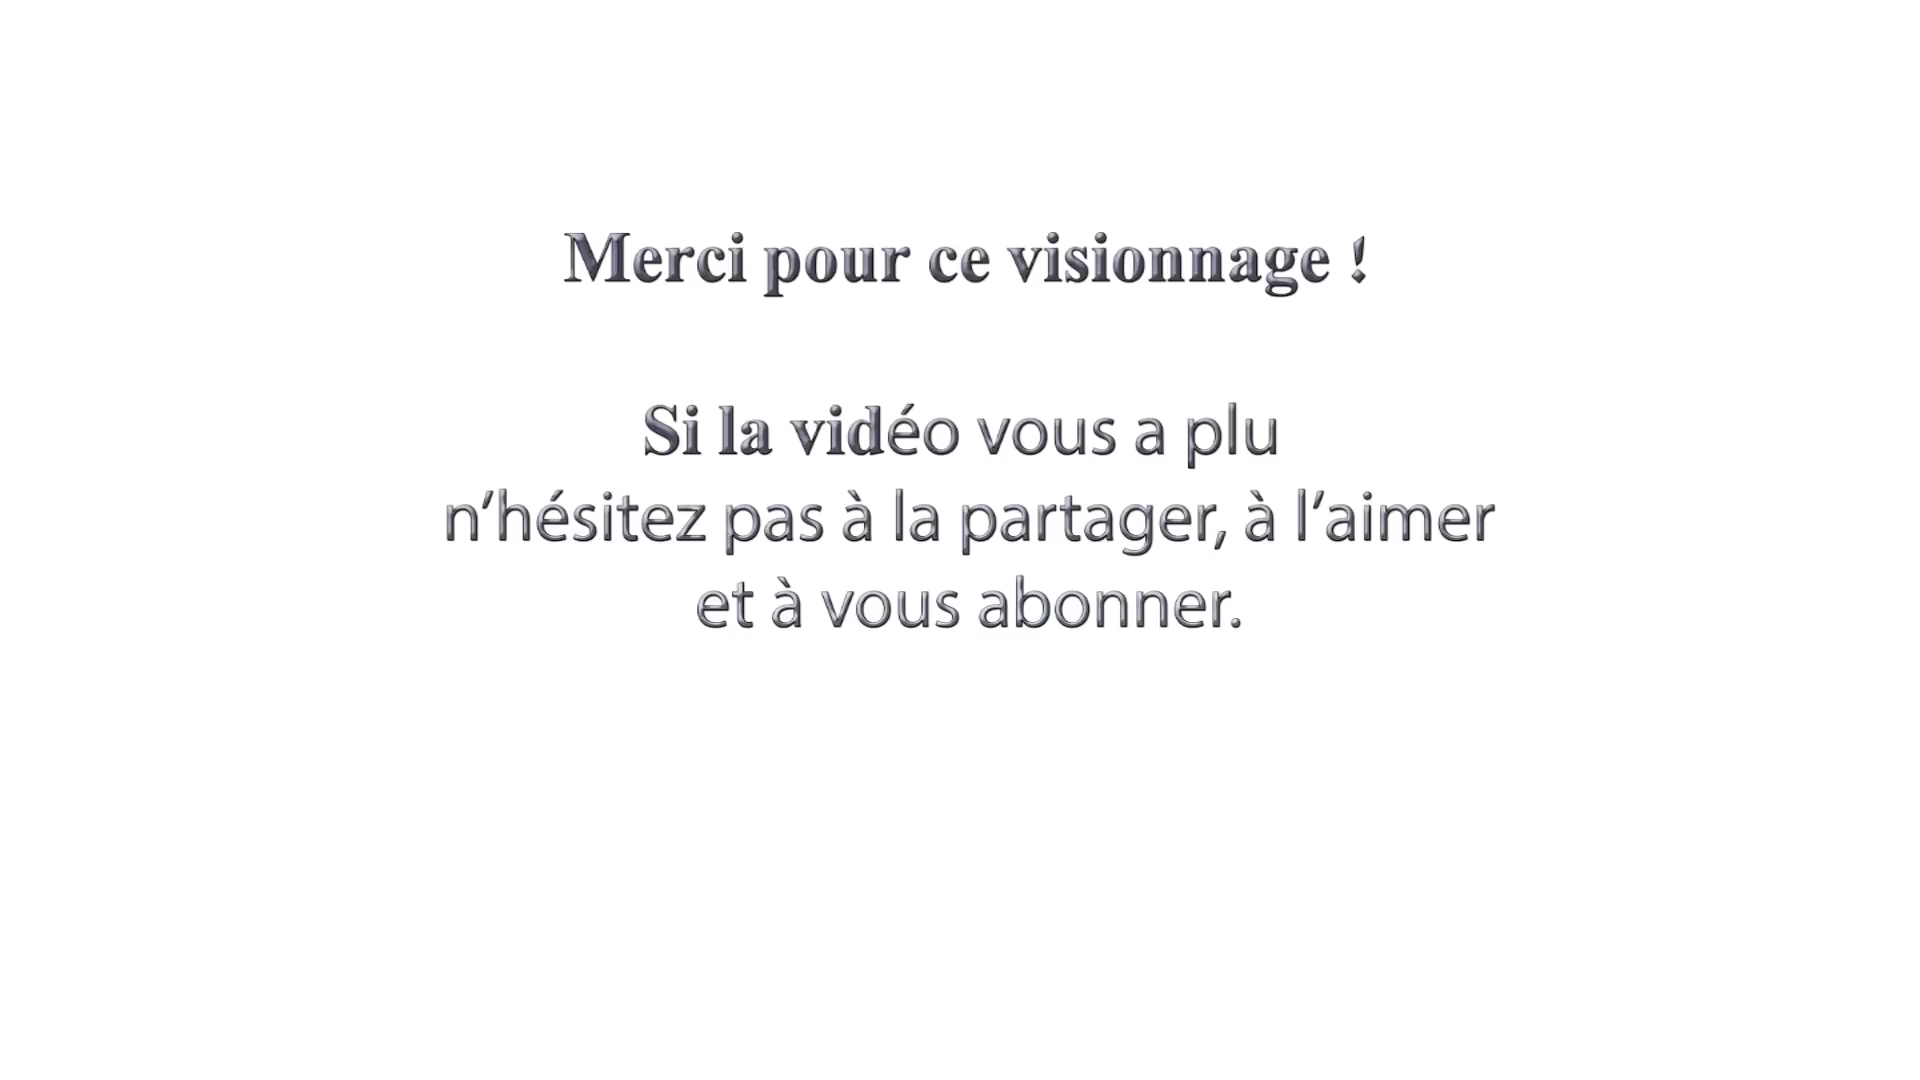 Merci pour ce visionnage !
Si la vidéo vous a plu
n’hésitez pas à la partager, à l’aimer
et à vous abonner.